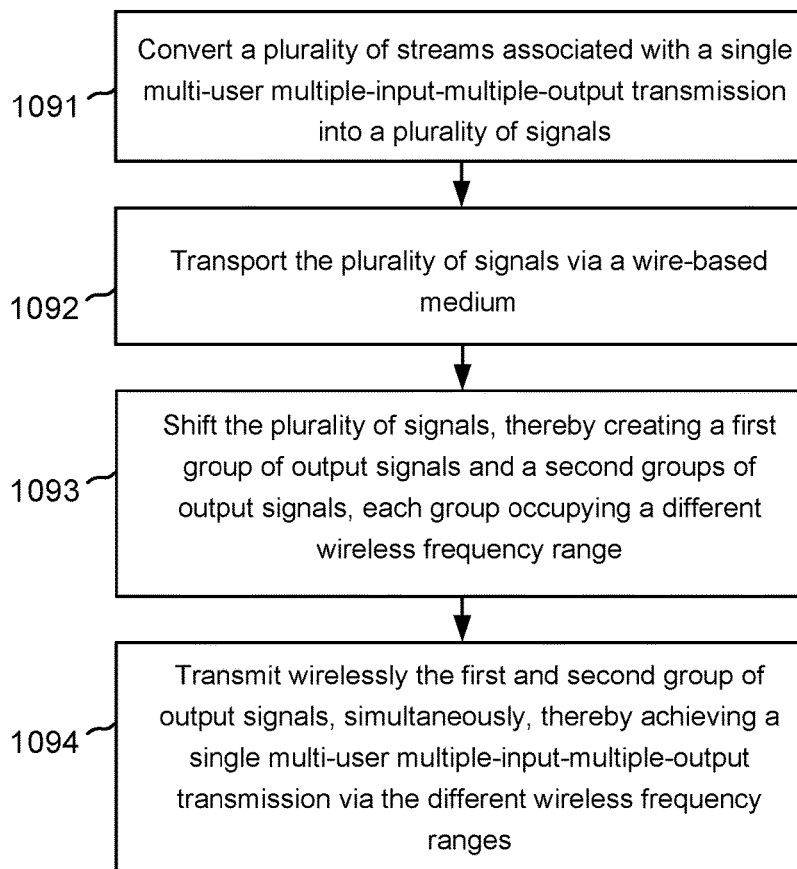 Convert a plurality of streams associated with a single
multi-user multiple-input-multiple-output transmission
into a plurality of signals
1091
Transport the plurality of signals via a wire-based
medium
1092
Shift the plurality of signals, thereby creating a first
group of output signals and a second groups of
output signals, each group occupying a different
wireless frequency range
1093
Transmit wirelessly the first and second group of
output signals, simultaneously, thereby achieving a
single multi-user multiple-input-multiple-output
transmission via the different wireless frequency
ranges
1094